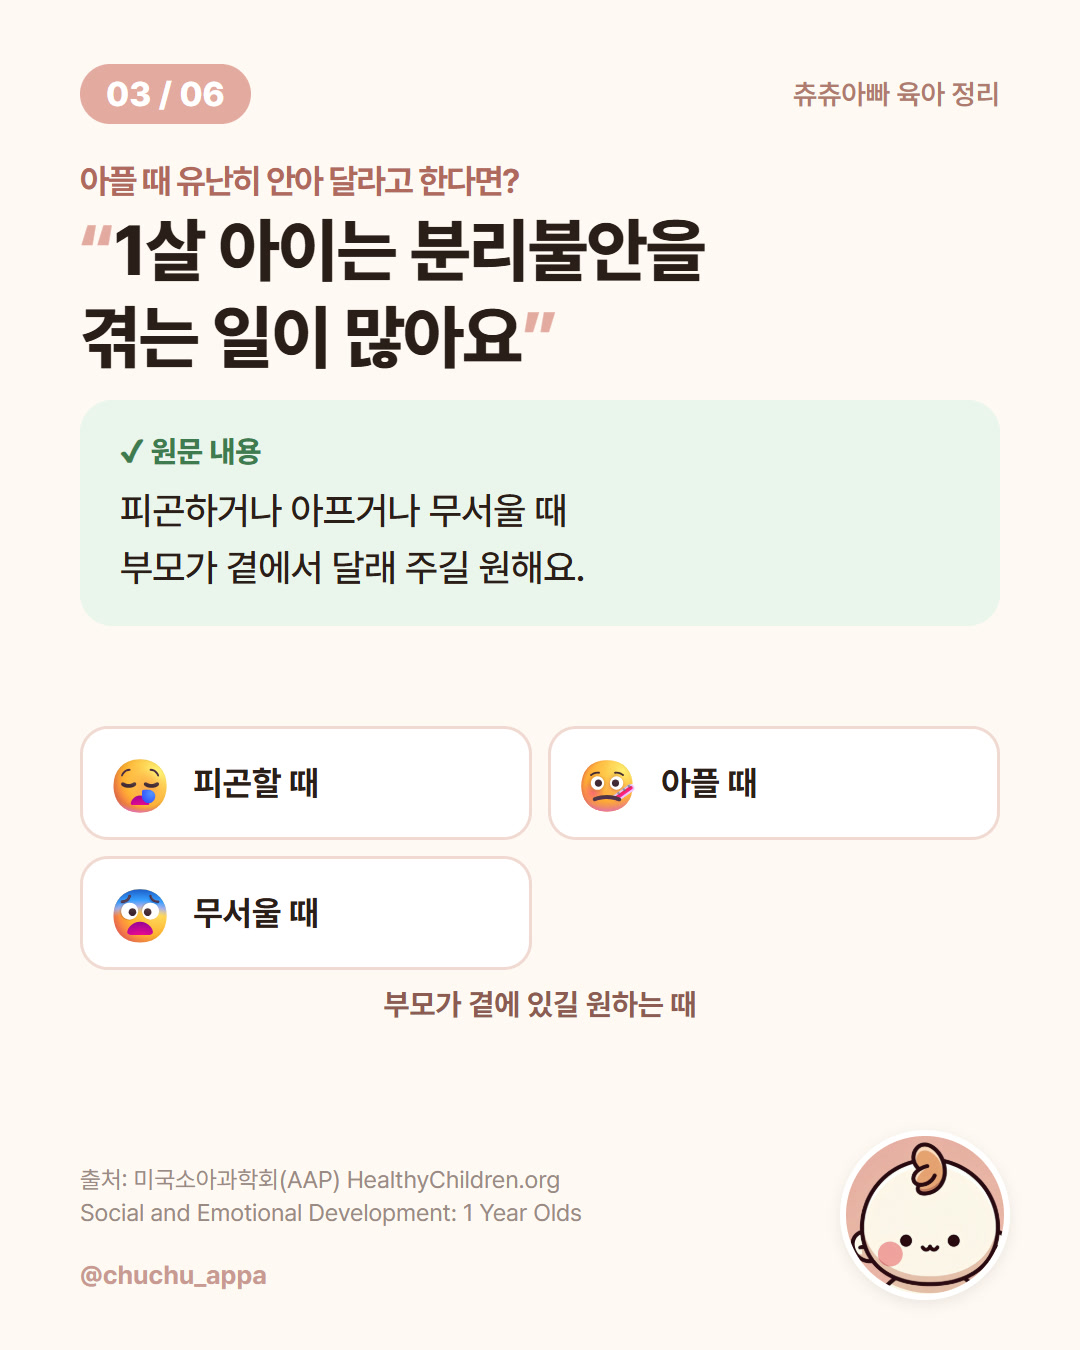 03 / 06
츄츄아빠 육아 정리
아플 때 유난히 안아 달라고 한다면?
“1살 아이는 분리불안을
겪는 일이 많아요”
✓ 원문 내용
피곤하거나 아프거나 무서울 때
부모가 곁에서 달래 주길 원해요.
피곤할 때
아플 때
무서울 때
부모가 곁에 있길 원하는 때
출처: 미국소아과학회(AAP) HealthyChildren.org
Social and Emotional Development: 1 Year Olds
@chuchu_appa